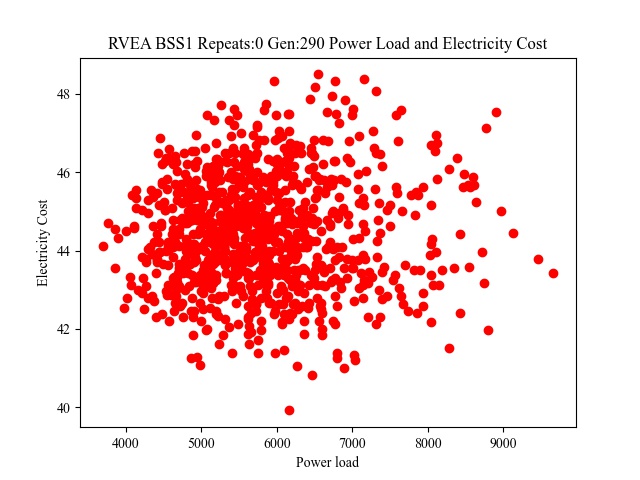 RVEA BSS1 Repeats:0 Gen:290 Power Load and Electricity Cost
Electricity Cost
48
46
44
42
40
4000 5000 6000 7000 8000 9000
Power load